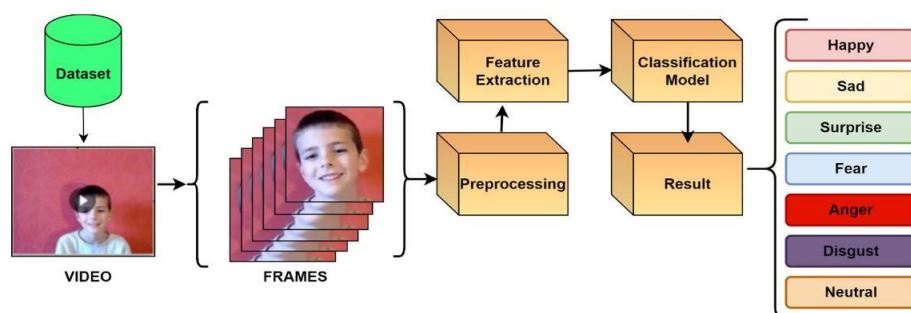 Dataset
VIDEO
FRAMES
Feature
Extraction
Preprocessing
Classification
Model
Result
Happy
Sad
Surprise
Fear
Anger
Disgust
Neutral